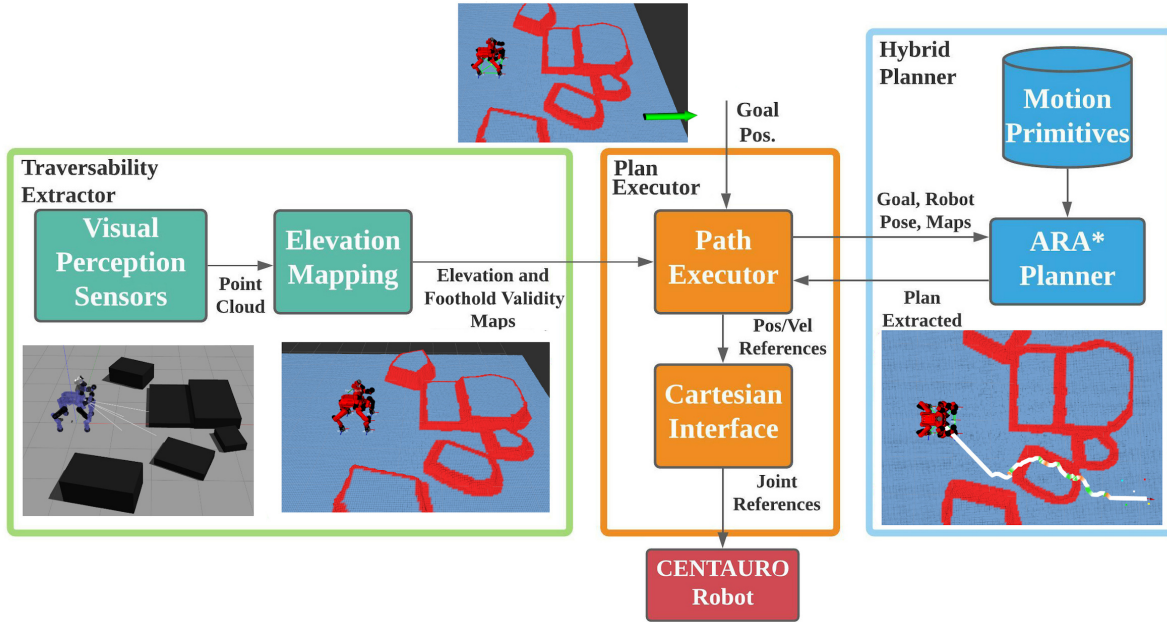 Goal
Pos.
Traversability
Extractor
Visual
Perception
Sensors
Point
Cloud
Elevation
Mapping
Elevation and
Foothold Validity
Maps
Plan
Executor
Path
Executor
Pos/Vel
References
Cartesian
Interface
Joint
References
CENTAURO
Robot
Hybrid
Planner
Motion
Primitives
Goal, Robot
Pose, Maps
ARA*
Planner
Plan
Extracted